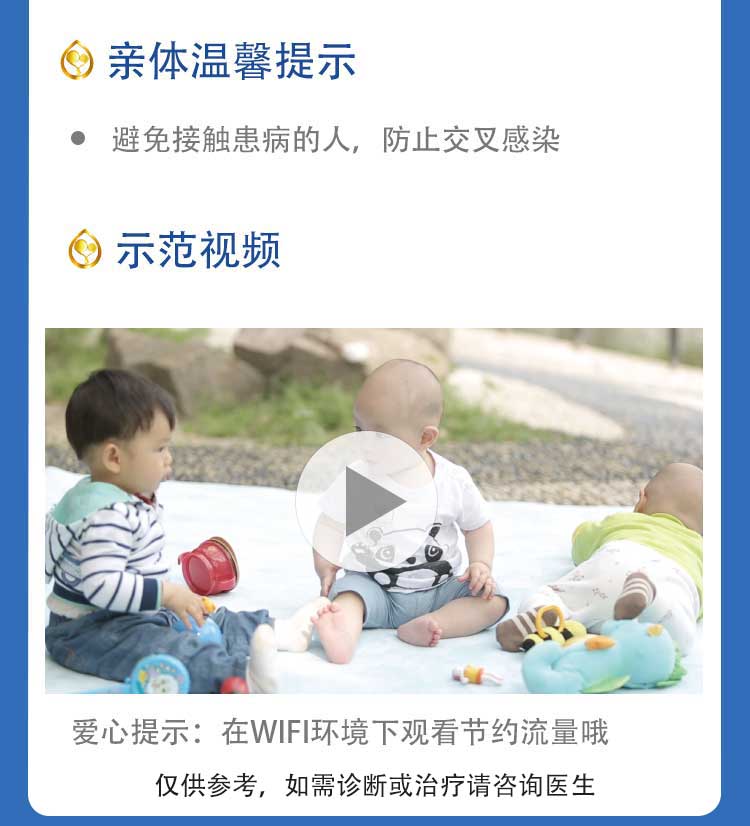 亲体温馨提示
● 避免接触患病的人，防止交叉感染
示范视频
爱心提示：在WIFI环境下观看节约流量哦
仅供参考，如需诊断或治疗请咨询医生